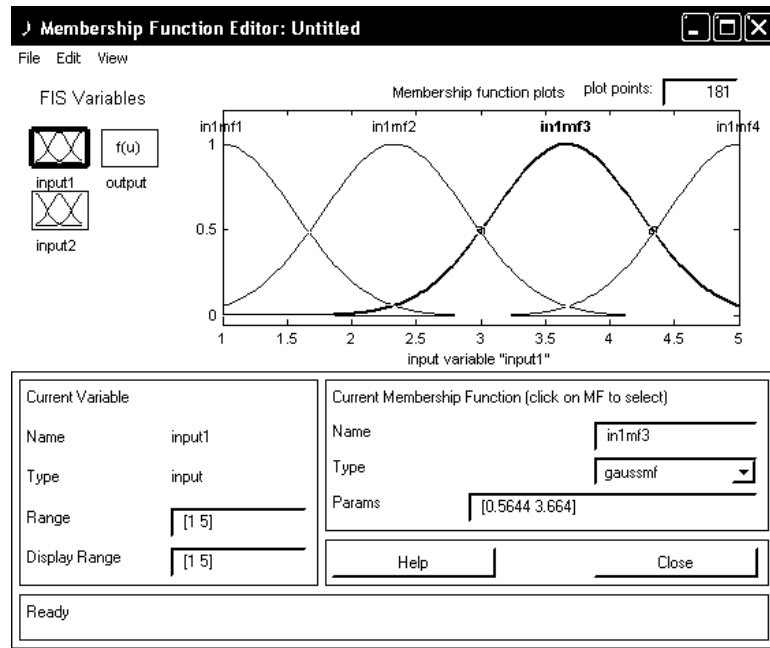 Membership Function Editor: Untitled
File Edit View
FIS Variables
Membership function plots plot points: 181
in1mf1 in1mf2 in1mf3 in1mf4
f(u)
input1 output
input2
1
0.5
0
1 1.5 2 2.5 3 3.5 4 4.5 5
input variable "input1"
Current Variable
Name input1
Type input
Range [1 5]
Display Range [1 5]
Current Membership Function (click on MF to select)
Name in1mf3
Type gaussmf
Params [0.5644 3.664]
Help Close
Ready